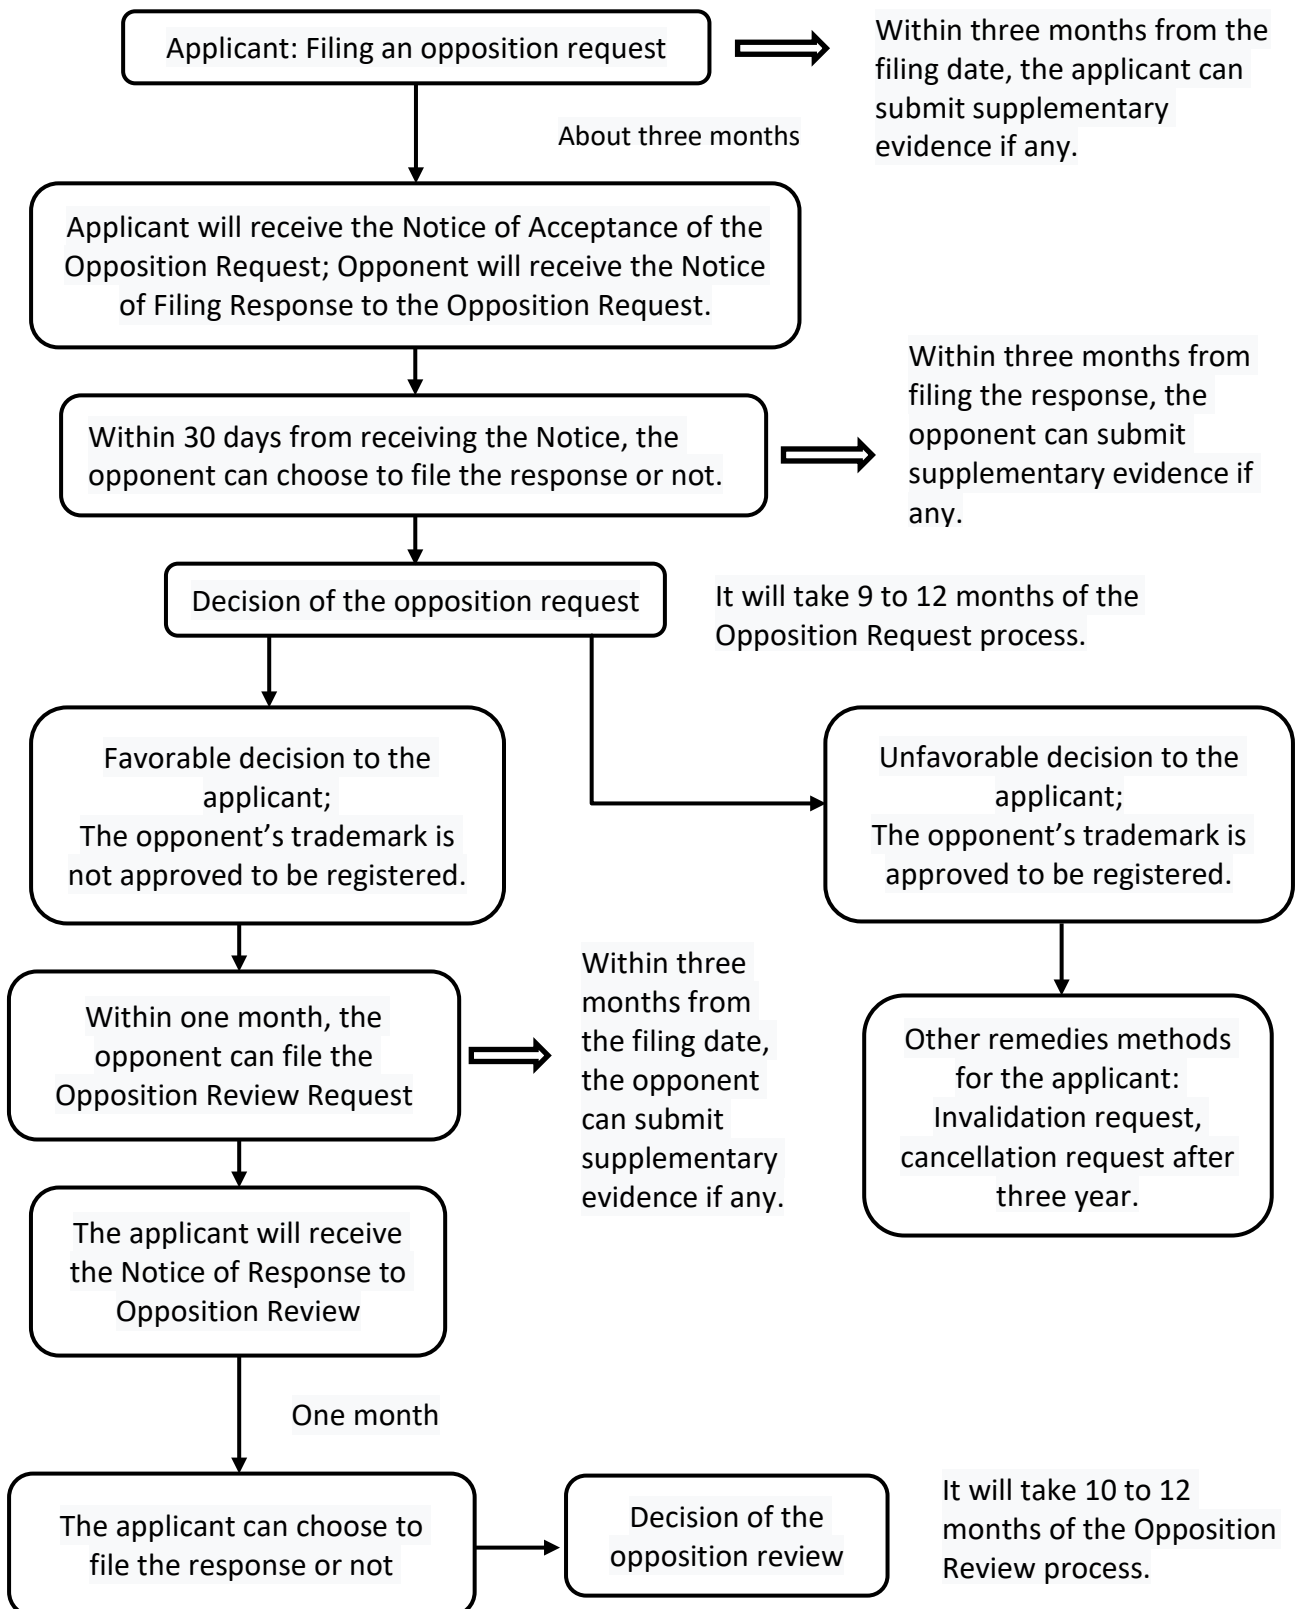 Applicant: Filing an opposition request
Within three months from the
filing date, the applicant can
submit supplementary
evidence if any.
About three months
Applicant will receive the Notice of Acceptance of the
Opposition Request; Opponent will receive the Notice
of Filing Response to the Opposition Request.
Within 30 days from receiving the Notice, the
opponent can choose to file the response or not.
Within three months from
filing the response, the
opponent can submit
supplementary evidence if
any.
Decision of the opposition request
It will take 9 to 12 months of the
Opposition Request process.
Favorable decision to the
applicant;
The opponent’s trademark is
not approved to be registered.
Unfavorable decision to the
applicant;
The opponent’s trademark is
approved to be registered.
Within one month, the
opponent can file the
Opposition Review Request
Within three
months from
the filing date,
the opponent
can submit
supplementary
evidence if any.
Other remedies methods
for the applicant:
Invalidation request,
cancellation request after
three year.
The applicant will receive
the Notice of Response to
Opposition Review
One month
The applicant can choose to
file the response or not
Decision of the
opposition review
It will take 10 to 12
months of the Opposition
Review process.